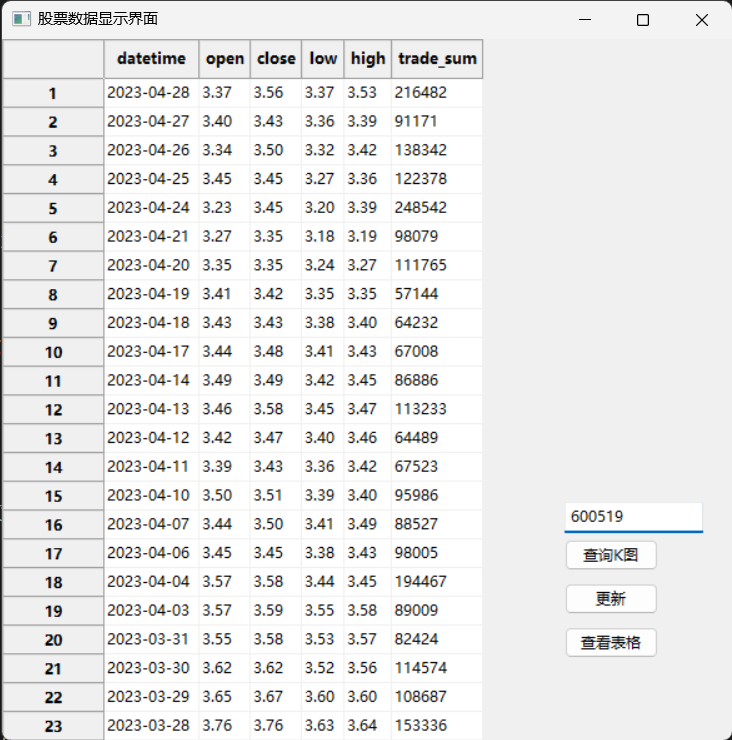 股票数据显示界面
datetime open close low high trade_sum
1 2023-04-28 3.37 3.56 3.37 3.53 216482
2 2023-04-27 3.40 3.43 3.36 3.39 91171
3 2023-04-26 3.34 3.50 3.32 3.42 138342
4 2023-04-25 3.45 3.45 3.27 3.36 122378
5 2023-04-24 3.23 3.45 3.20 3.39 248542
6 2023-04-21 3.27 3.35 3.18 3.19 98079
7 2023-04-20 3.35 3.35 3.24 3.27 111765
8 2023-04-19 3.41 3.42 3.35 3.35 57144
9 2023-04-18 3.43 3.43 3.38 3.40 64232
10 2023-04-17 3.44 3.48 3.41 3.43 67008
11 2023-04-14 3.49 3.49 3.42 3.45 86886
12 2023-04-13 3.46 3.58 3.45 3.47 113233
13 2023-04-12 3.42 3.47 3.40 3.46 64489
14 2023-04-11 3.39 3.43 3.36 3.42 67523
15 2023-04-10 3.50 3.51 3.39 3.40 95986
16 2023-04-07 3.44 3.50 3.41 3.49 88527
17 2023-04-06 3.45 3.45 3.38 3.43 98005
18 2023-04-04 3.57 3.58 3.44 3.45 194467
19 2023-04-03 3.57 3.59 3.55 3.58 89009
20 2023-03-31 3.55 3.58 3.53 3.57 82424
21 2023-03-30 3.62 3.62 3.52 3.56 114574
22 2023-03-29 3.65 3.67 3.60 3.60 108687
23 2023-03-28 3.76 3.76 3.63 3.64 153336
600519
查询K图
更新
查看表格